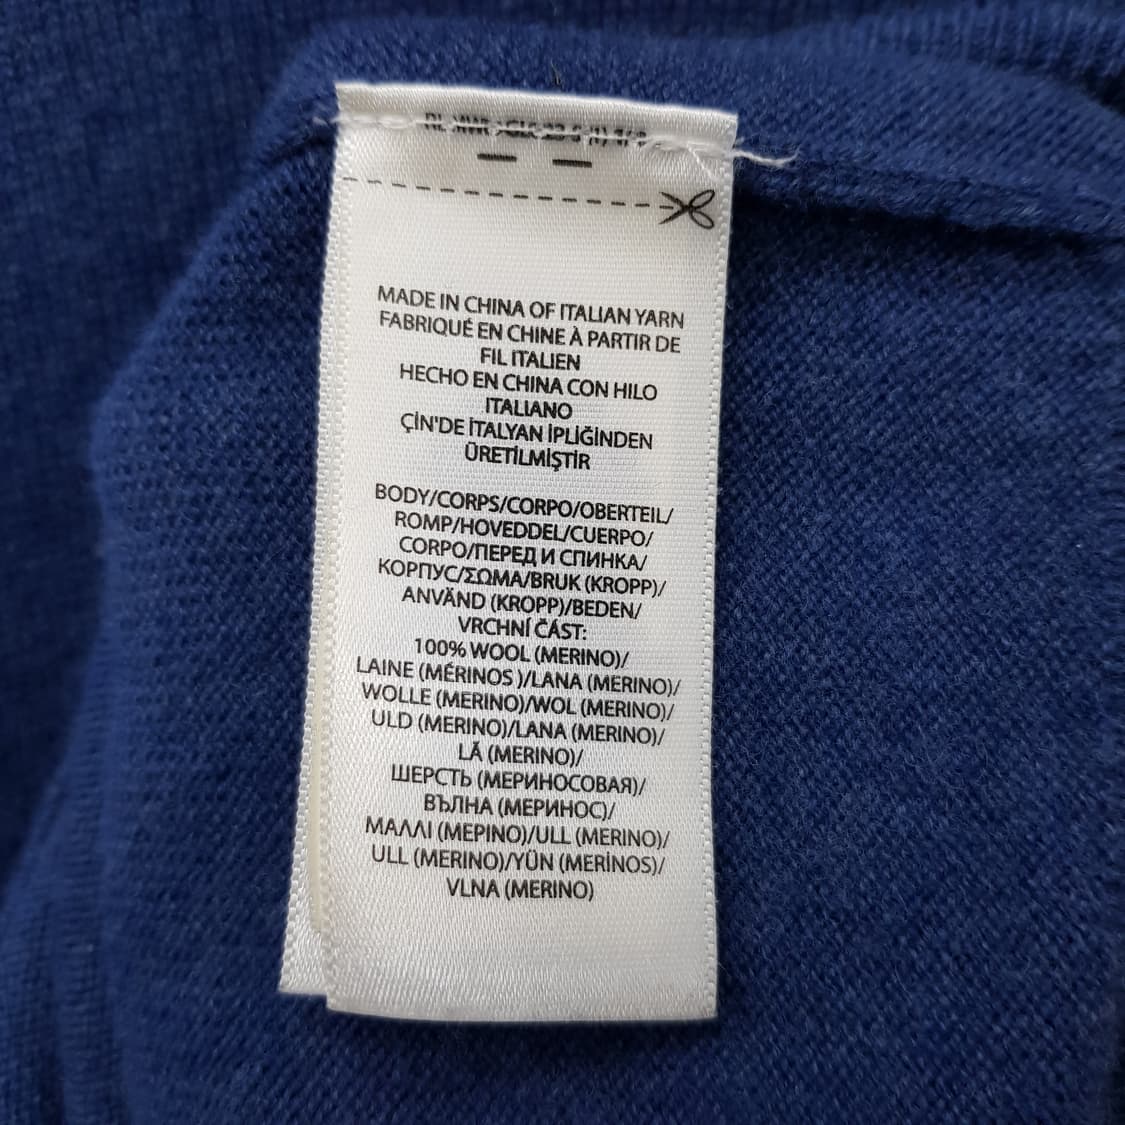 MADE IN CHINA OF ITALIAN YARN
FABRIQUÉ EN CHINE À PARTIR DE
FIL ITALIEN
HECHO EN CHINA CON HILO
ITALIANO
ÇİN'DE İTALYAN İPLİĞİNDEN
ÜRETİLMİŞTİR
BODY/CORPS/CORPO/OBERTEIL/
ROMP/HOVEDDEL/CUERPO/
CORPO/ПЕРЕД И СПИНКА/
КОРПУС/ΣΩΜΑ/BRUK (KROPP)/
ANVÄND (KROPP)/BEDEN/
VRCHNÍ ČÁST:
100% WOOL (MERINO)/
LAINE (MÉRINOS )/LANA (MERINO)/
WOLLE (MERINO)/WOL (MERINO)/
ULD (MERINO)/LANA (MERINO)/
LÃ (MERINO)/
ШЕРСТЬ (МЕРИНОСОВАЯ)/
ВЪЛНА (МЕРИНОС)/
ΜΑΛΛΙ (ΜΕΡΙΝΟ)/ULL (MERINO)/
ULL (MERINO)/YÜN (MERİNOS)/
VLNA (MERINO)